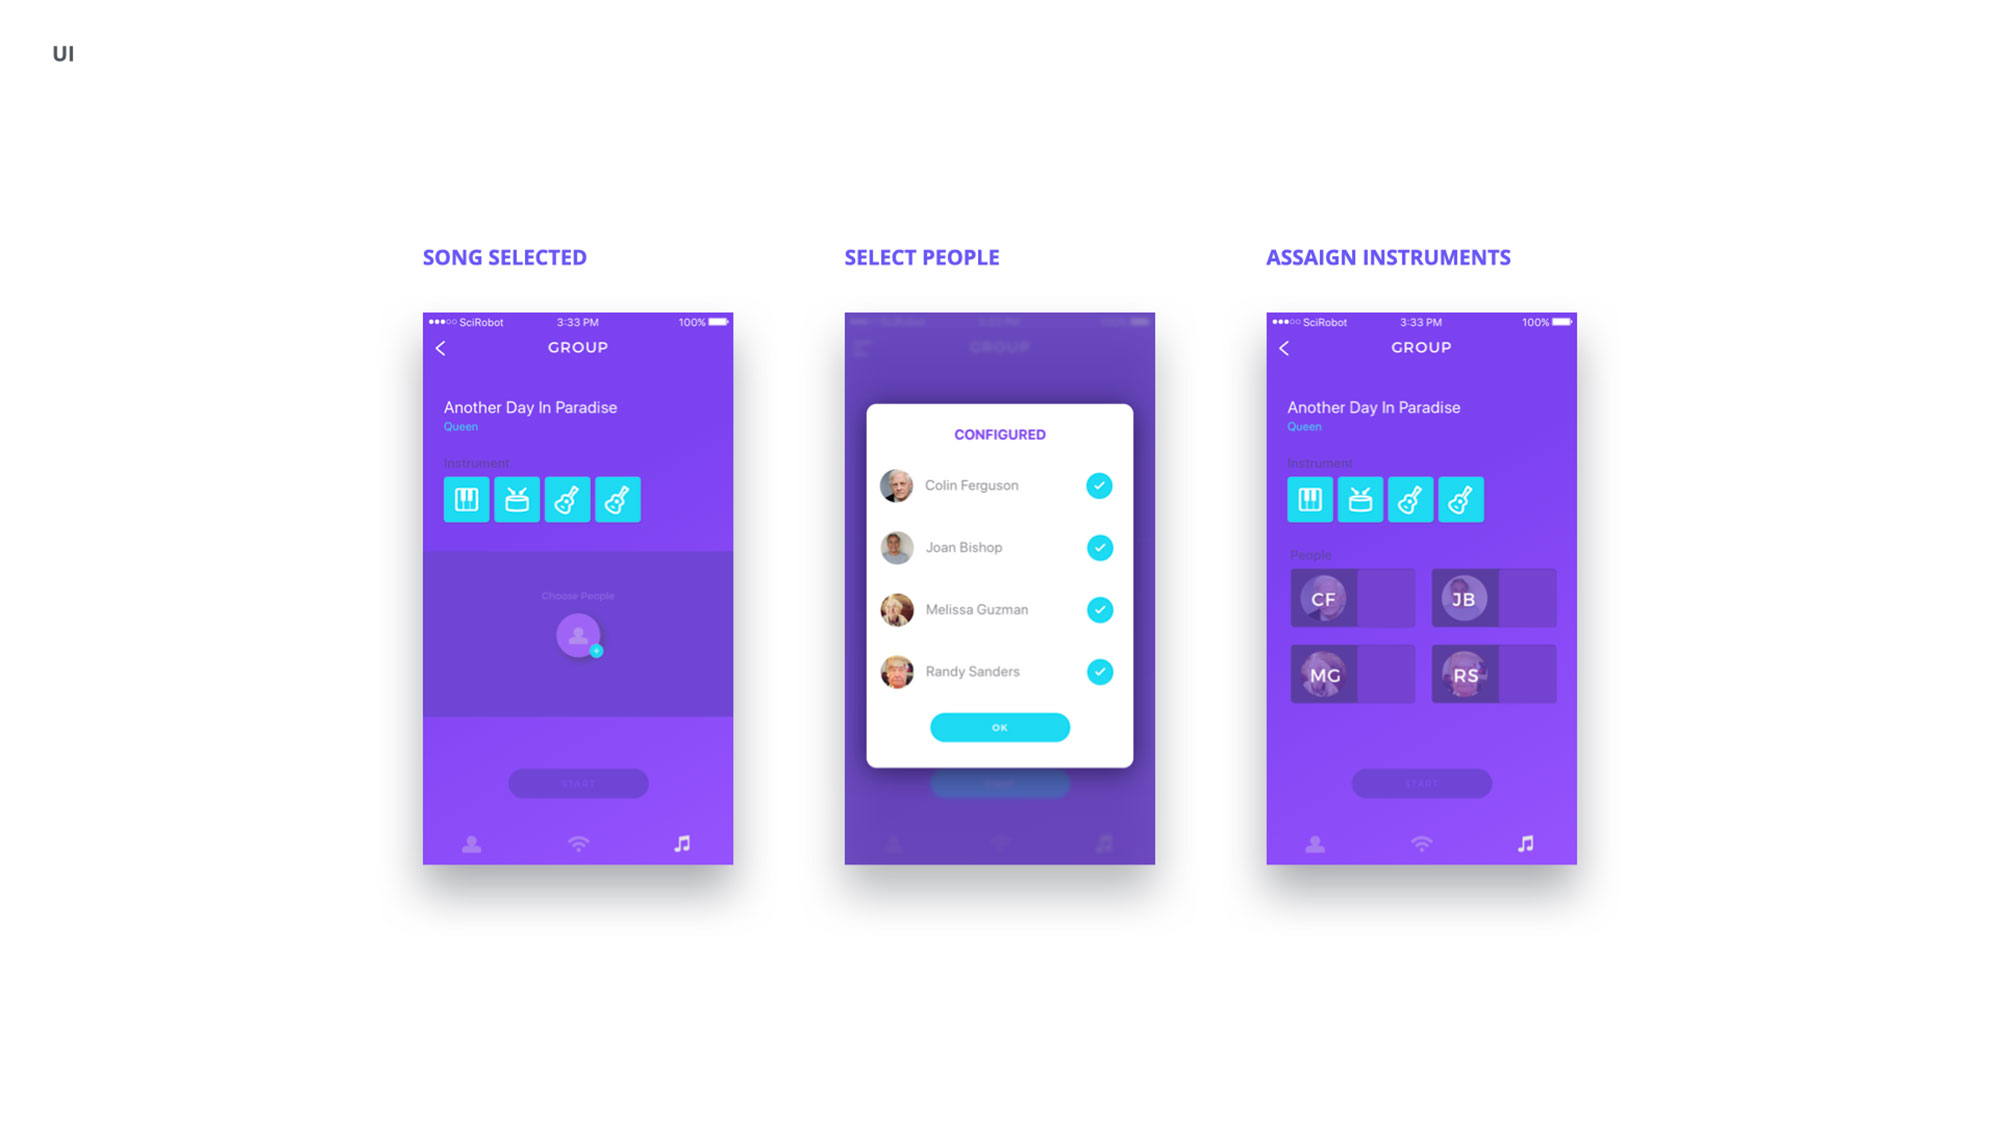 UI
SONG SELECTED
SciRobot 3:33 PM 100%
GROUP
Another Day In Paradise
Queen
Instrument
Choose People
START
SELECT PEOPLE
GROUP
CONFIGURED
Colin Ferguson
Joan Bishop
Melissa Guzman
Randy Sanders
OK
ASSAIGN INSTRUMENTS
SciRobot 3:33 PM 100%
GROUP
Another Day In Paradise
Queen
Instrument
People
CF JB
MG RS
START